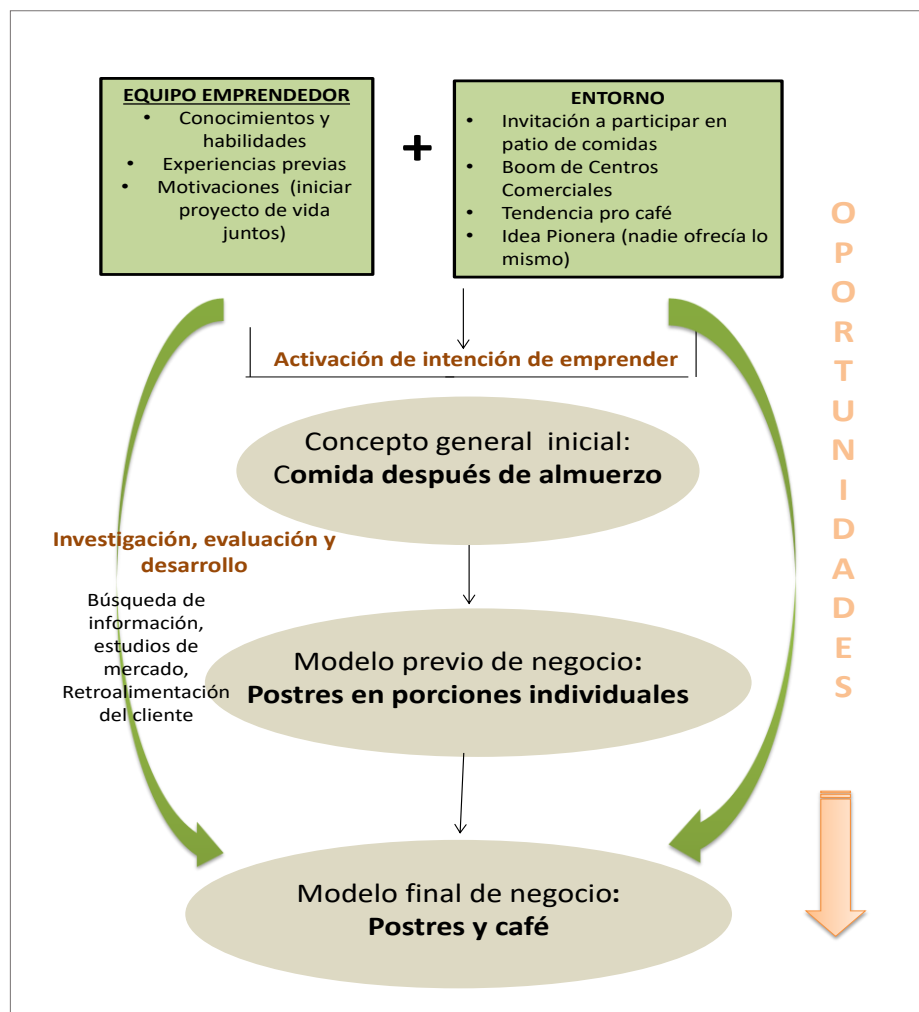 EQUIPO EMPRENDEDOR
• Conocimientos y
habilidades
• Experiencias previas
• Motivaciones (iniciar
proyecto de vida
juntos)
+
ENTORNO
• Invitación a participar en
patio de comidas
• Boom de Centros
Comerciales
• Tendencia pro café
• Idea Pionera (nadie ofrecía lo
mismo)
Activación de intención de emprender
Concepto general inicial:
Comida después de almuerzo
Investigación, evaluación y
desarrollo
Búsqueda de
información,
estudios de
mercado,
Retroalimentación
del cliente
Modelo previo de negocio:
Postres en porciones individuales
Modelo final de negocio:
Postres y café
O
P
O
R
T
U
N
I
D
A
D
E
S